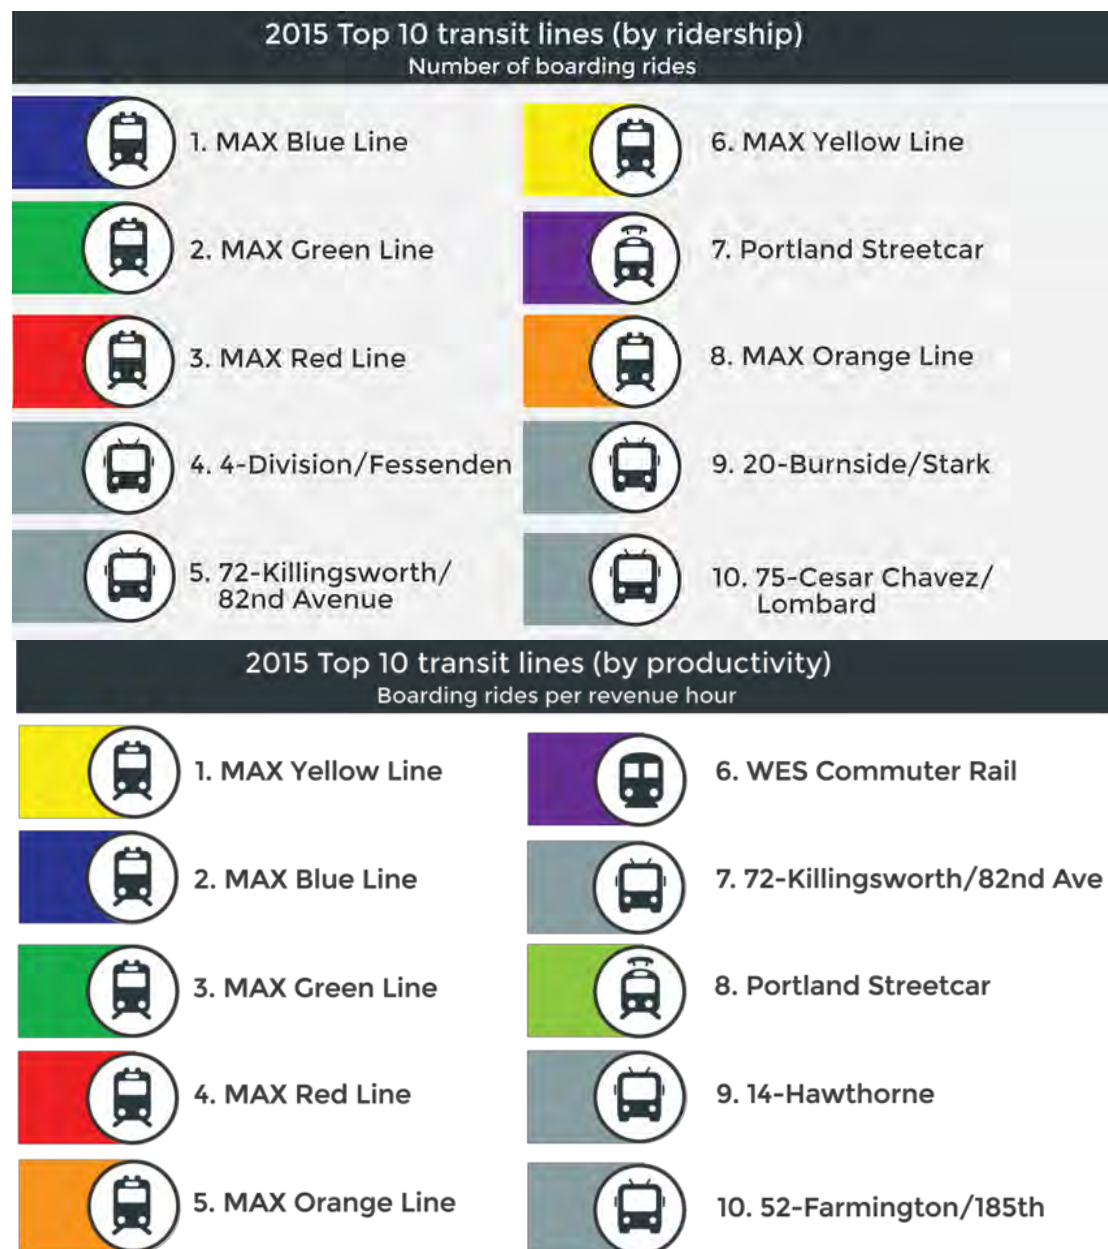 2015 Top 10 transit lines (by ridership)
Number of boarding rides
1. MAX Blue Line
2. MAX Green Line
3. MAX Red Line
4. 4-Division/Fessenden
5. 72-Killingsworth/
82nd Avenue
6. MAX Yellow Line
7. Portland Streetcar
8. MAX Orange Line
9. 20-Burnside/Stark
10. 75-Cesar Chavez/
Lombard
2015 Top 10 transit lines (by productivity)
Boarding rides per revenue hour
1. MAX Yellow Line
2. MAX Blue Line
3. MAX Green Line
4. MAX Red Line
5. MAX Orange Line
6. WES Commuter Rail
7. 72-Killingsworth/82nd Ave
8. Portland Streetcar
9. 14-Hawthorne
10. 52-Farmington/185th